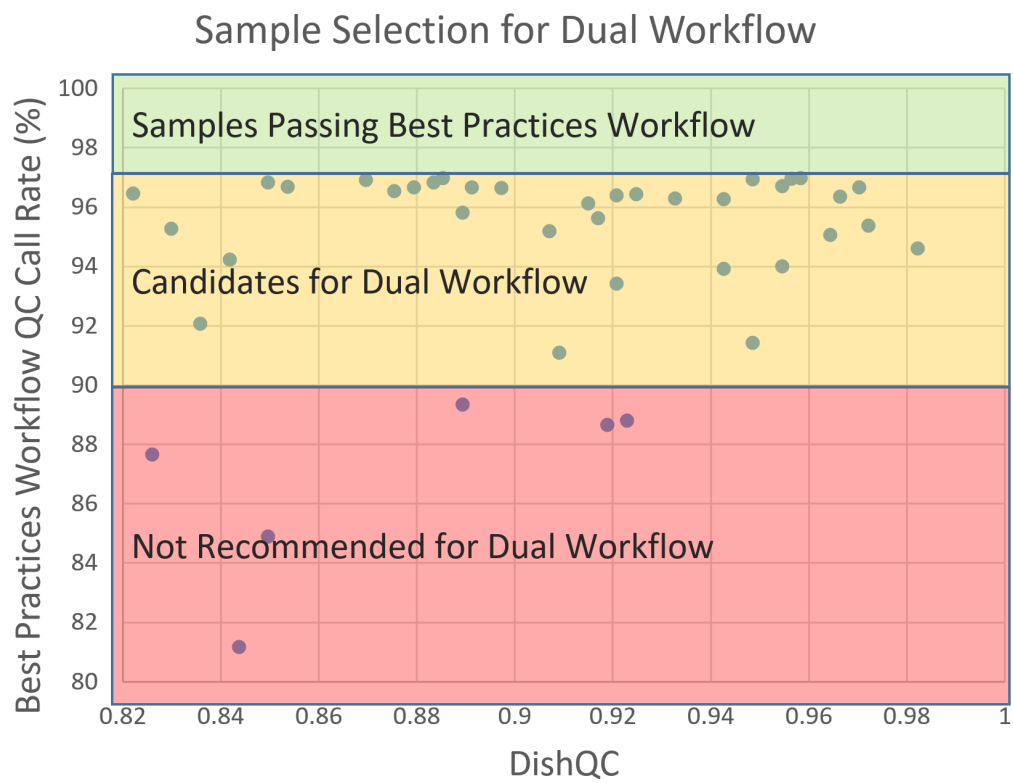 Sample Selection for Dual Workflow
Best Practices Workflow QC Call Rate (%)
100
98
96
94
92
90
88
86
84
82
80
Samples Passing Best Practices Workflow
Candidates for Dual Workflow
Not Recommended for Dual Workflow
0.82 0.84 0.86 0.88 0.9 0.92 0.94 0.96 0.98 1
DishQC